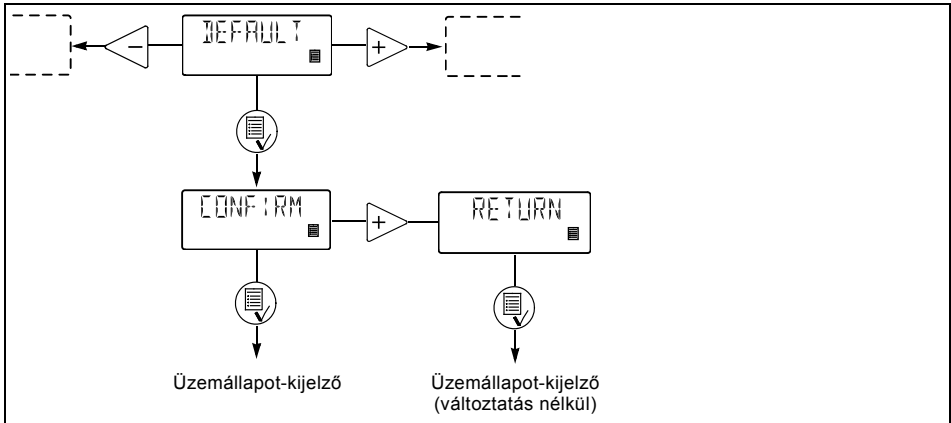 DEFAULT
−
+
CONFIRM
+
RETURN
Üzemállapot-kijelző
Üzemállapot-kijelző
(változtatás nélkül)